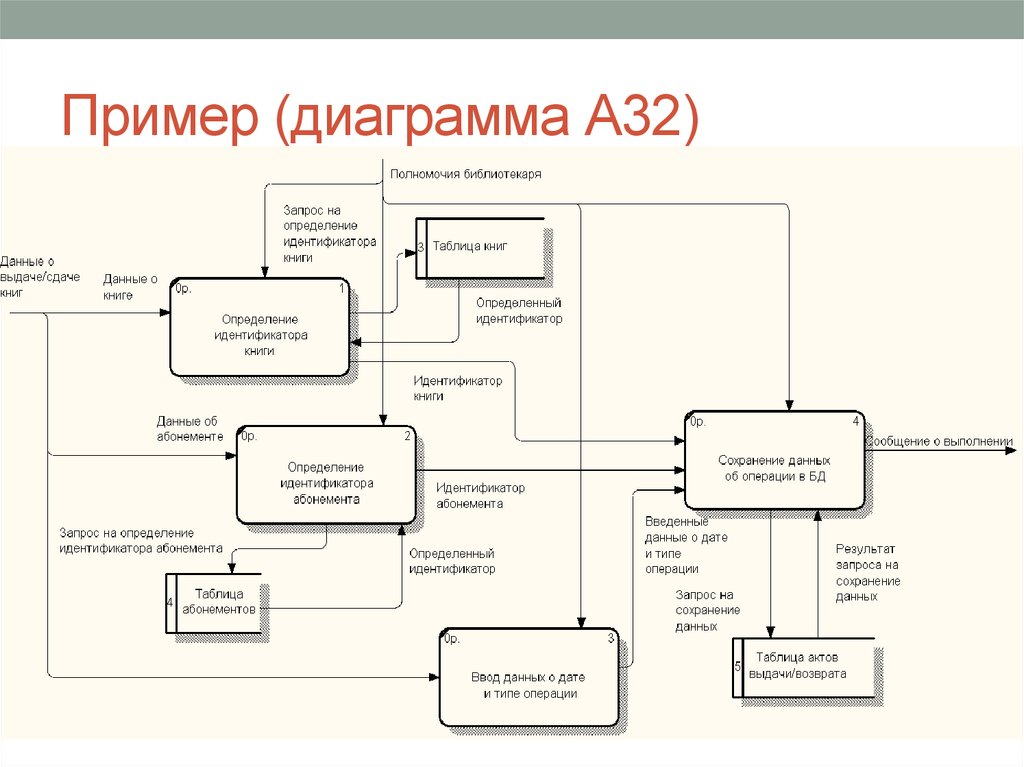 Пример (диаграмма А32)
Полномочия библиотекаря
Запрос на
определение
идентификатора
книги
3 Таблица книг
Данные о
выдаче/сдаче
книг
Данные о
книге
0р. 1
Определение
идентификатора
книги
Определенный
идентификатор
Идентификатор
книги
Данные об
абонементе
0р. 2
Определение
идентификатора
абонемента
0р. 4
Сохранение данных
об операции в БД
Сообщение о выполнении
Идентификатор
абонемента
Запрос на определение
идентификатора абонемента
Определенный
идентификатор
Введенные
данные о дате
и типе
операции
Результат
запроса на
сохранение
данных
4 Таблица
абонементов
Запрос на
сохранение
данных
0р. 3
Ввод данных о дате
и типе операции
5 Таблица актов
выдачи/возврата